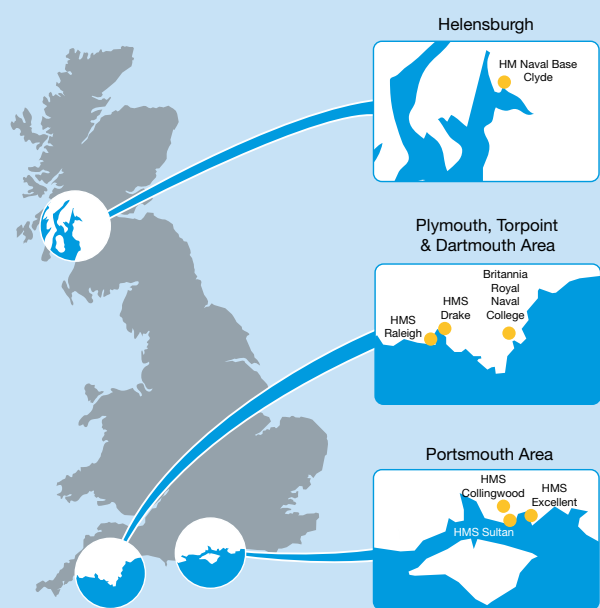 Helensburgh
HM Naval Base
Clyde
Plymouth, Torpoint
& Dartmouth Area
Britannia
Royal
Naval
College
HMS
Drake
HMS
Raleigh
Portsmouth Area
HMS
Collingwood
HMS
Excellent
HMS Sultan